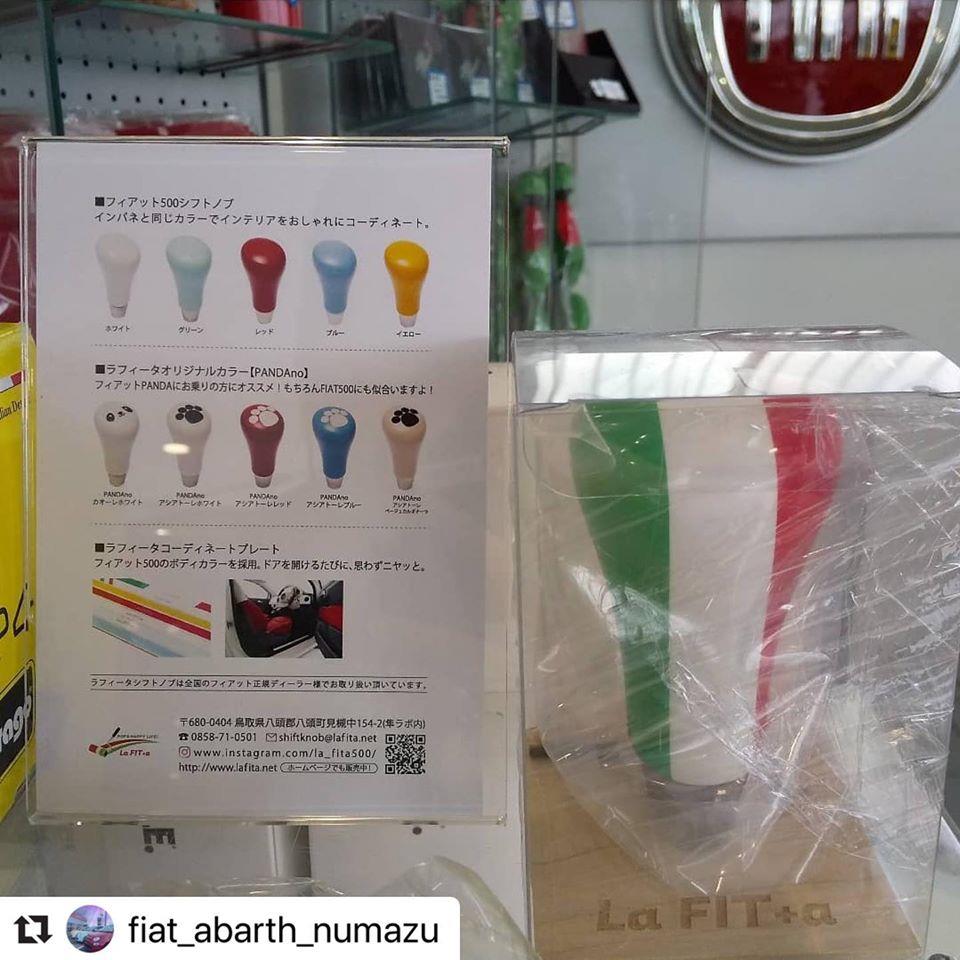 ■フィアット500シフトノブ
インパネと同じカラーでインテリアをおしゃれにコーディネート。
ホワイト グリーン レッド ブルー イエロー
■ラフィータオリジナルカラー【PANDAno】
フィアットPANDAにお乗りの方にオススメ！もちろんFIAT500にも似合いますよ！
PANDAno カオーレホワイト
PANDAno アシアトーレホワイト
PANDAno アシアトーレレッド
PANDAno アシアトーレブルー
PANDAno アシアトーレ
■ラフィータコーディネートプレート
フィアット500のボディカラーを採用。ドアを開けるたびに、思わずニヤッと。
ラフィータシフトノブは全国のフィアット正規ディーラー様でお取り扱い頂いています。
POP&HAPPY LIFE!
La FIT+a
〒680-0404 鳥取県八頭郡八頭町見槻中154-2(隼ラボ内)
☎0858-71-0501 ✉shiftknob@lafita.net
www.instagram.com/la_fita500/
http://www.lafita.net ホームページでも販売中！
La FIT+a
fiat_abarth_numazu